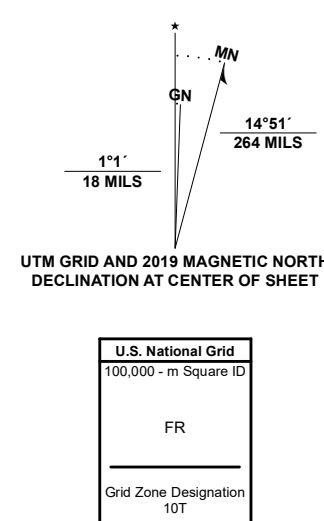 ★
MN
GN
14°51´
264 MILS
1°1´
18 MILS
UTM GRID AND 2019 MAGNETIC NORTH
DECLINATION AT CENTER OF SHEET
U.S. National Grid
100,000 - m Square ID
FR
Grid Zone Designation
10T